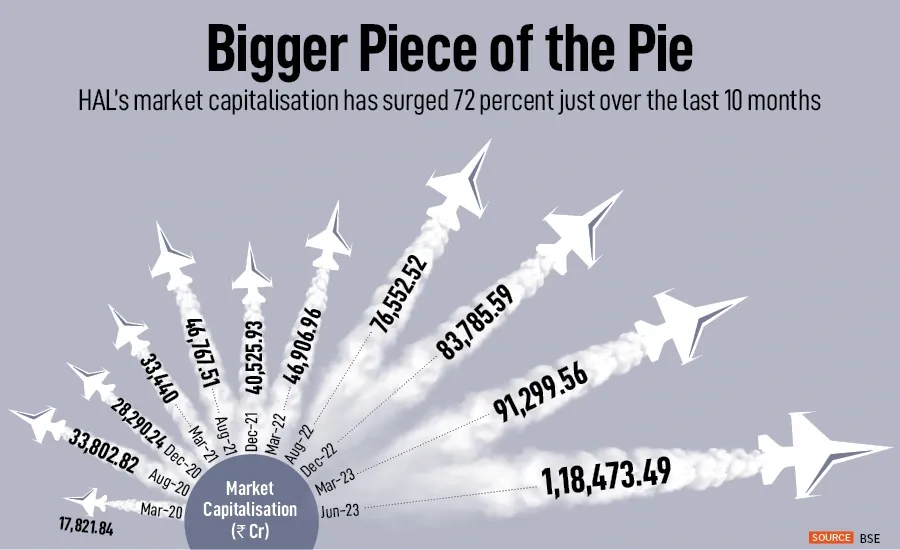 Bigger Piece of the Pie
HAL's market capitalisation has surged 72 percent just over the last 10 months
Market
Capitalisation
(₹ Cr)
Mar-20
17,821.84
Aug-20
33,802.82
Dec-20
28,290.24
Mar-21
33,440
Aug-21
46,767.51
Dec-21
40,525.93
Mar-22
46,906.96
Aug-22
76,552.52
Dec-22
83,785.59
Mar-23
91,299.56
Jun-23
1,18,473.49
SOURCE BSE